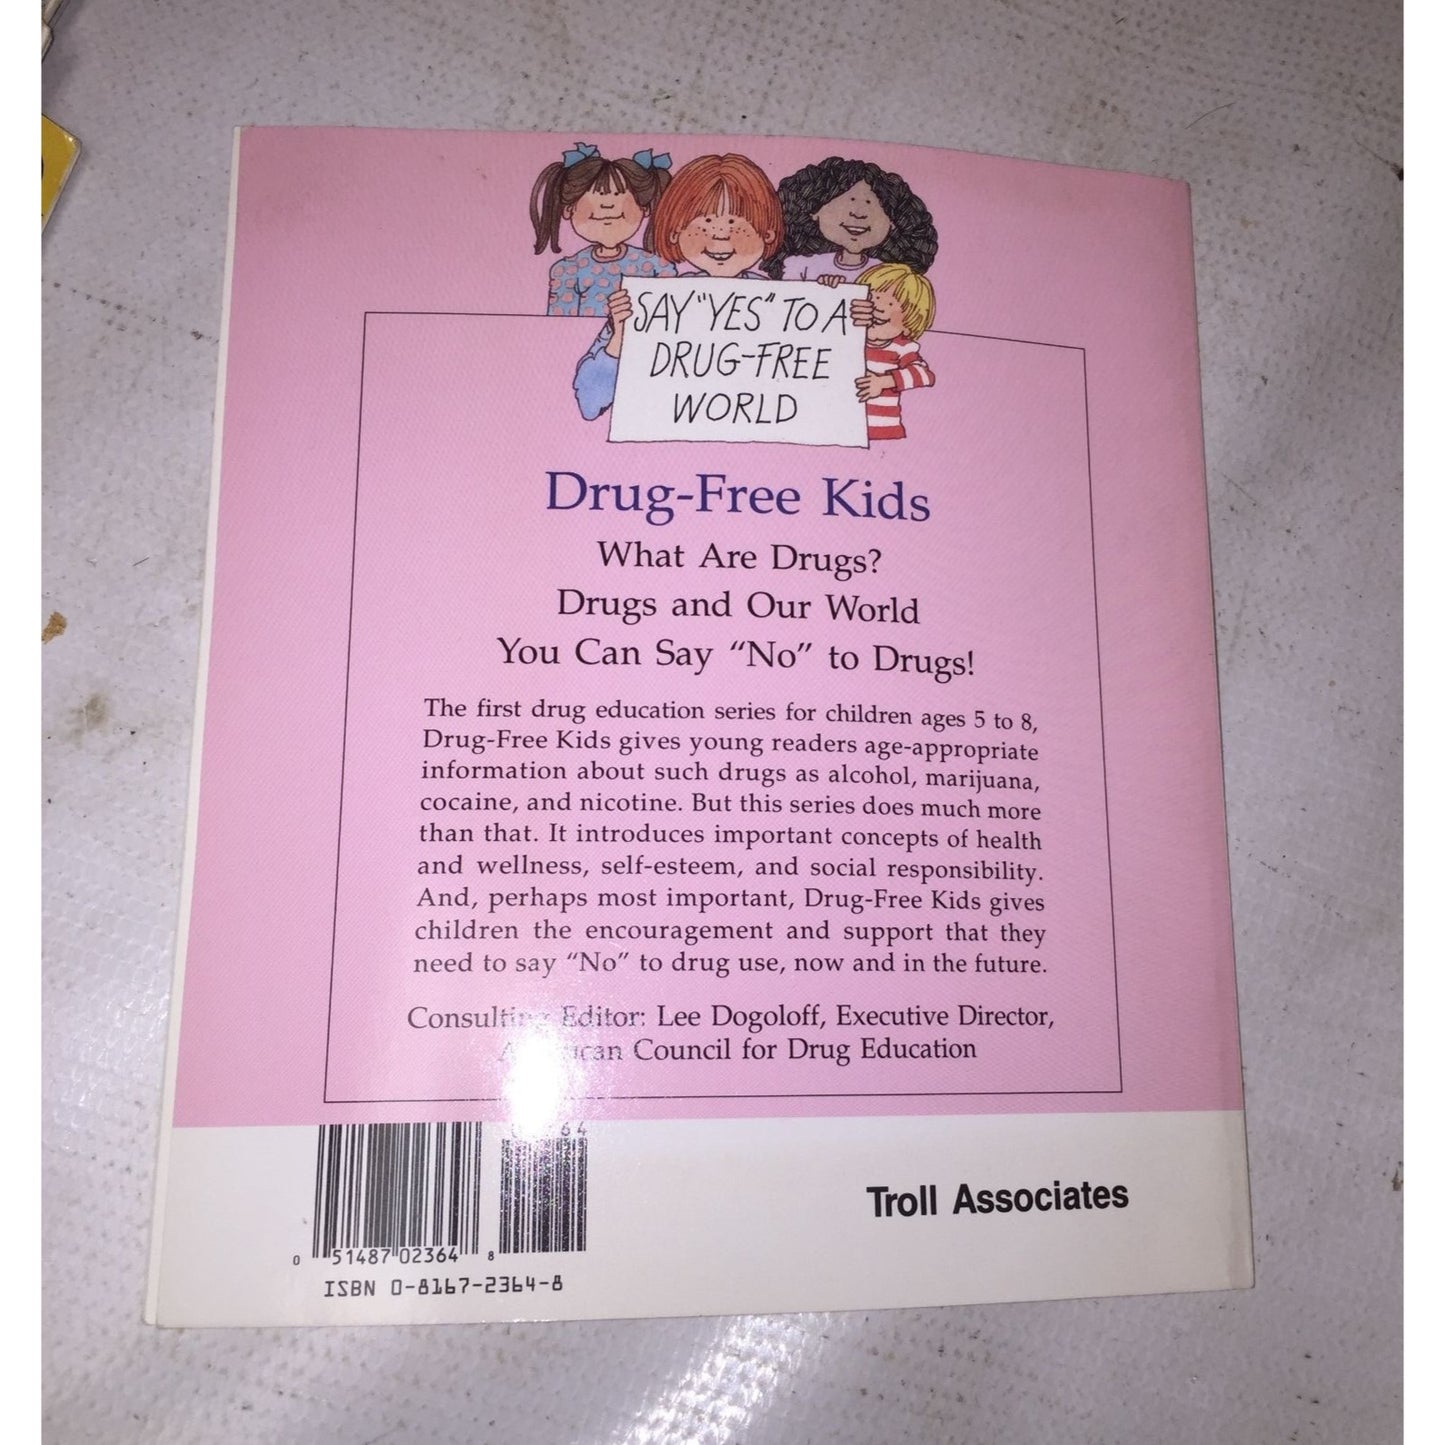 SAY "YES" TO A
DRUG-FREE
WORLD
Drug-Free Kids
What Are Drugs?
Drugs and Our World
You Can Say “No” to Drugs!
The first drug education series for children ages 5 to 8,
Drug-Free Kids gives young readers age-appropriate
information about such drugs as alcohol, marijuana,
cocaine, and nicotine. But this series does much more
than that. It introduces important concepts of health
and wellness, self-esteem, and social responsibility.
And, perhaps most important, Drug-Free Kids gives
children the encouragement and support that they
need to say “No” to drug use, now and in the future.
Consulting Editor: Lee Dogoloff, Executive Director,
American Council for Drug Education
64
0 51487 02364 8
ISBN 0-8167-2364-8
Troll Associates